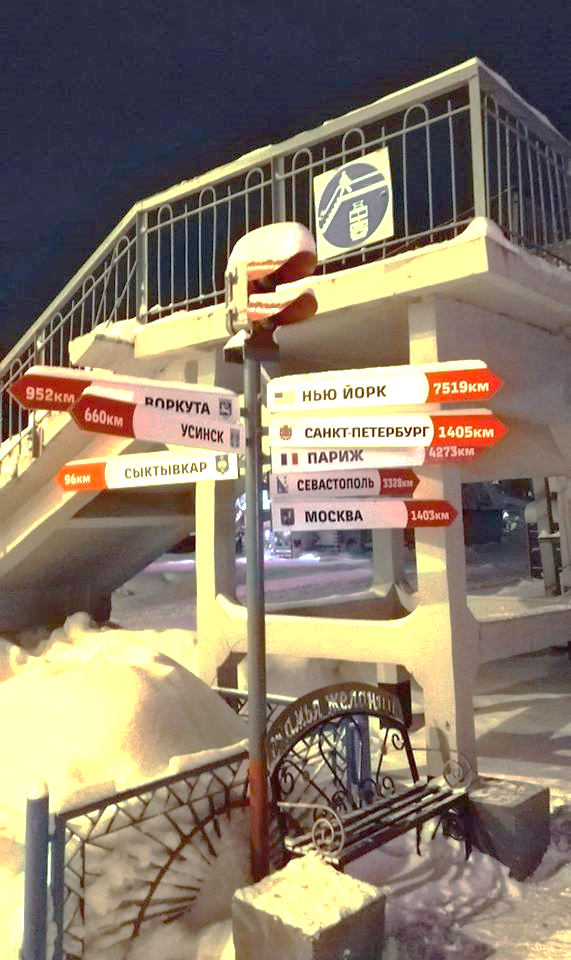 952км ВОРКУТА
660км УСИНСК
96км СЫКТЫВКАР
НЬЮ ЙОРК 7519км
САНКТ-ПЕТЕРБУРГ 1405км
ПАРИЖ 4273км
СЕВАСТОПОЛЬ 3328км
МОСКВА 1403км